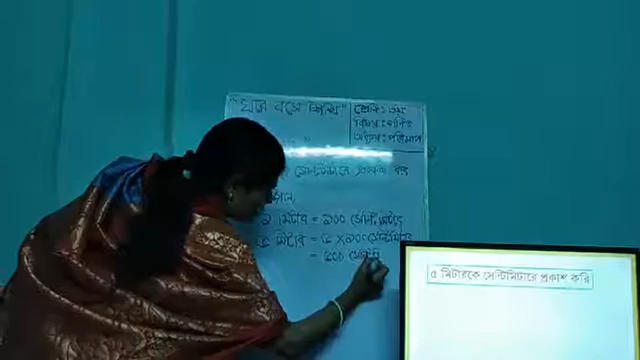 "ঘরে বসে শিখি"
শ্রেণি: ৩য়
বিষয়: গণিত
অধ্যায়: পরিমাপ
সেন্টিমিটারে প্রকাশ কর
১ মিটার = ১০০ সেন্টিমিটার
৫ মিটার = ৫ X ১০০ সেন্টিমিটার
= ৫০০ সেন্টি
৫ মিটারকে সেন্টিমিটারে প্রকাশ করি